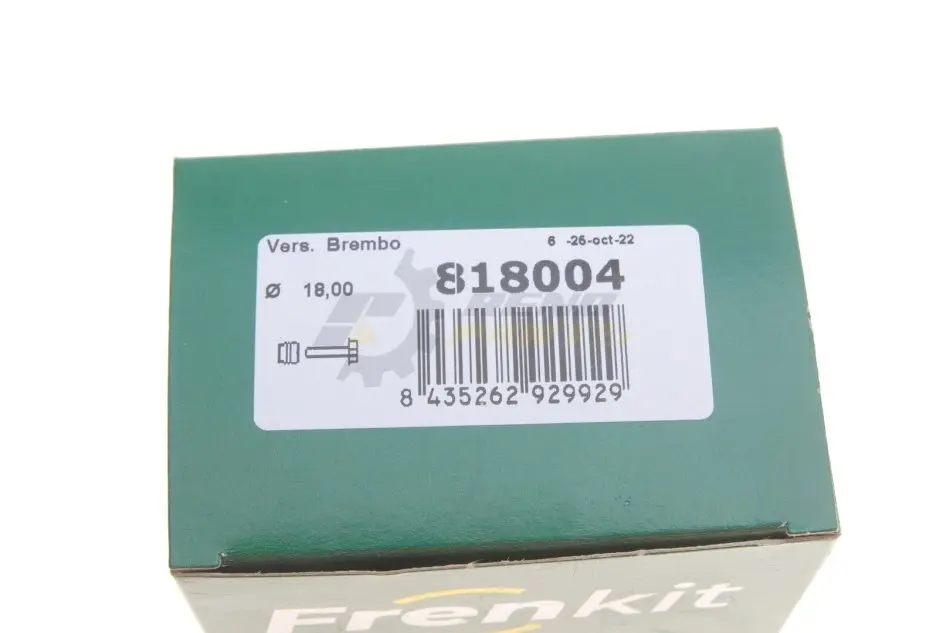 Vers. Brembo 6 -26-oct-22
Ø 18,00 818004
8 435262 929929
Frenkit